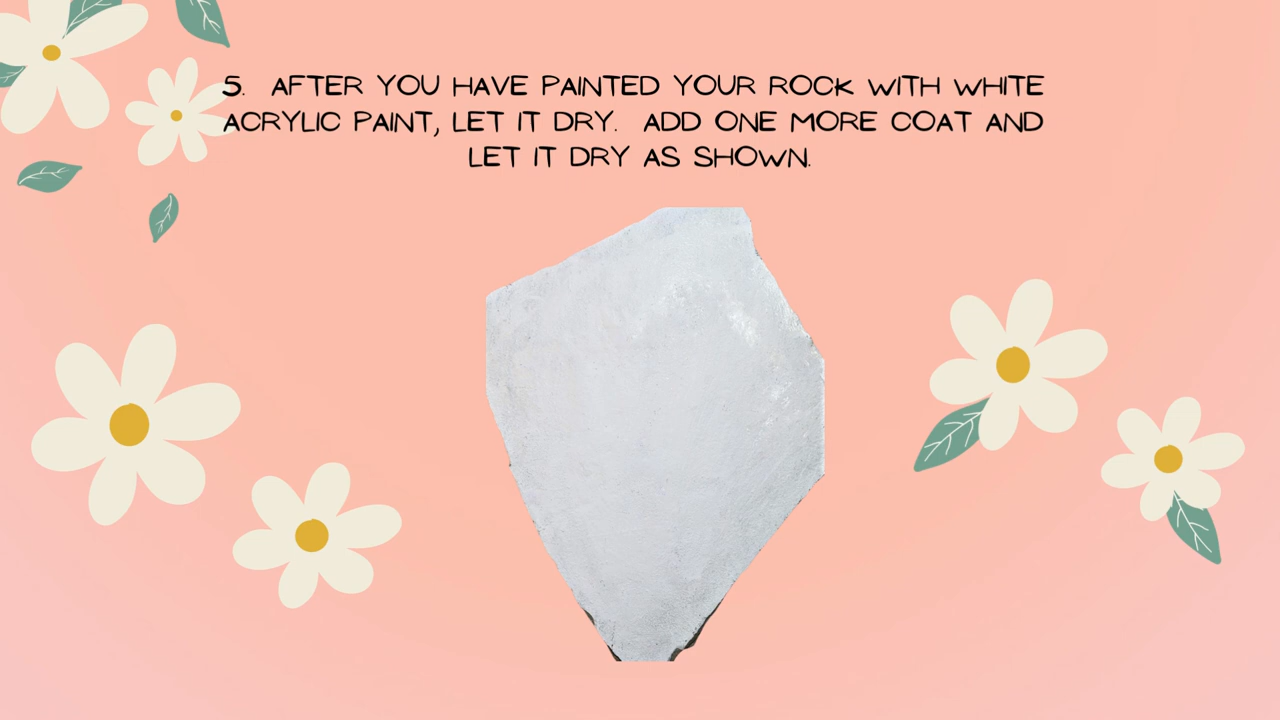 5.  AFTER YOU HAVE PAINTED YOUR ROCK WITH WHITE
ACRYLIC PAINT, LET IT DRY.  ADD ONE MORE COAT AND
LET IT DRY AS SHOWN.